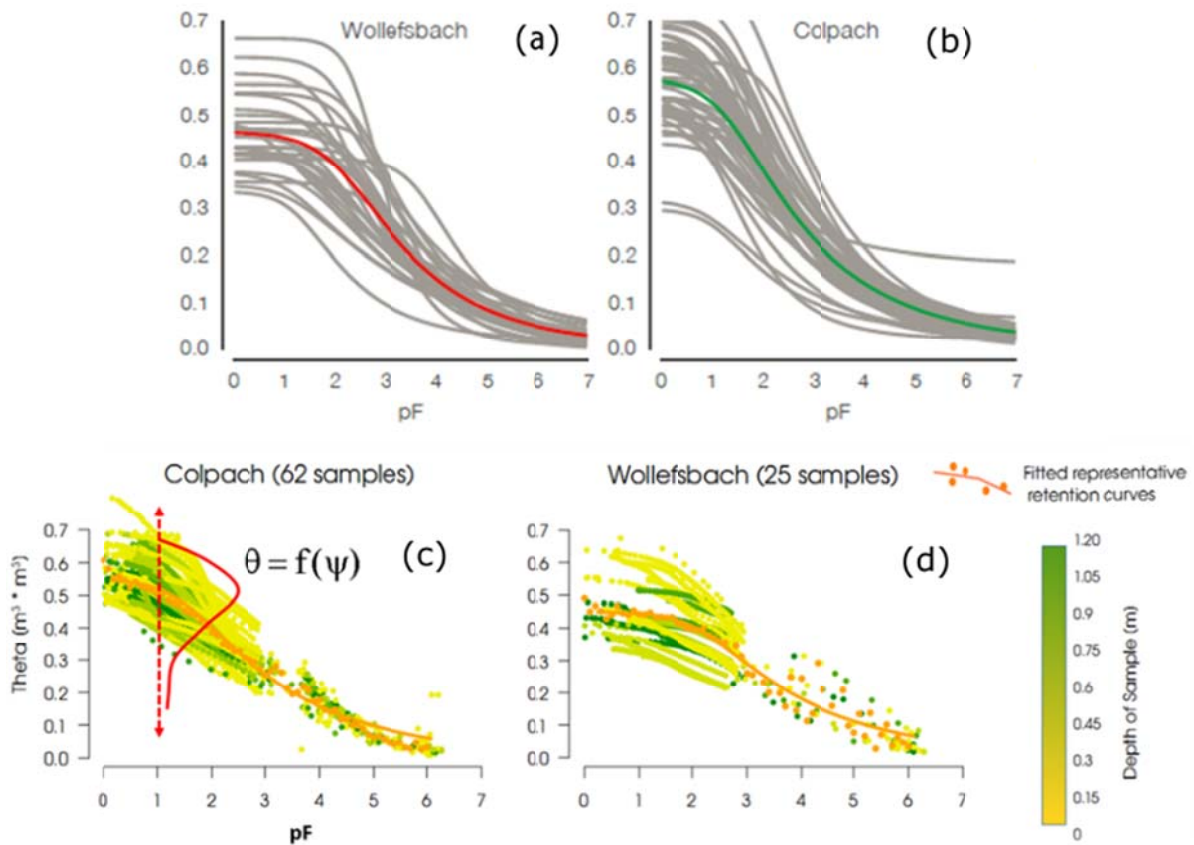 Wollefsbach
(a)
0.7
0.6
0.5
0.4
0.3
0.2
0.1
0.0
0 1 2 3 4 5 6 7
pF
Colpach
(b)
0.7
0.6
0.5
0.4
0.3
0.2
0.1
0.0
0 1 2 3 4 5 6 7
pF
Colpach (62 samples)
(c)
θ = f(ψ)
Theta (m³ * m³)
0.7
0.6
0.5
0.4
0.3
0.2
0.1
0.0
0 1 2 3 4 5 6 7
pF
Wollefsbach (25 samples)
(d)
0.7
0.6
0.5
0.4
0.3
0.2
0.1
0.0
0 1 2 3 4 5 6 7
Fitted representative
retention curves
1.20
1.05
0.9
0.75
0.6
0.45
0.30
0.15
0
Depth of Sample (m)